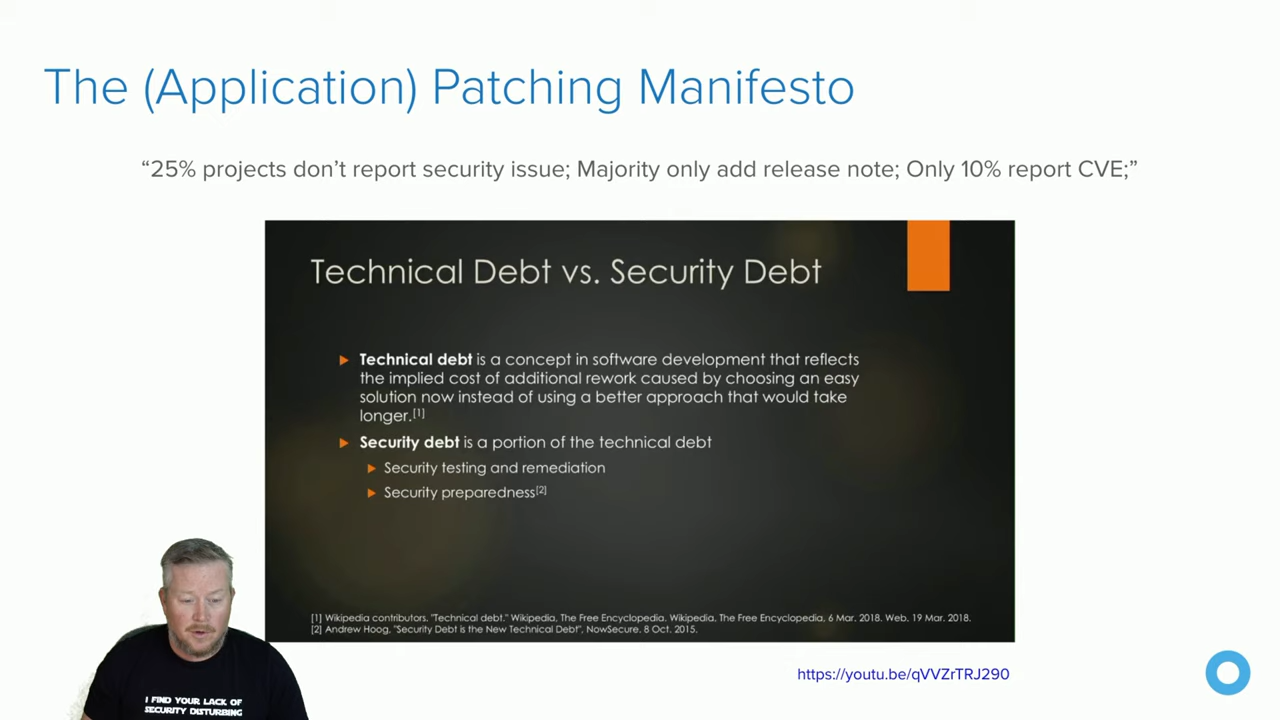 The (Application) Patching Manifesto
“25% projects don’t report security issue; Majority only add release note; Only 10% report CVE;”
Technical Debt vs. Security Debt
Technical debt is a concept in software development that reflects
the implied cost of additional rework caused by choosing an easy
solution now instead of using a better approach that would take
longer.[1]
Security debt is a portion of the technical debt
Security testing and remediation
Security preparedness[2]
[1] Wikipedia contributors. "Technical debt." Wikipedia, The Free Encyclopedia. Wikipedia, The Free Encyclopedia, 6 Mar. 2018. Web. 19 Mar. 2018.
[2] Andrew Hoog, "Security Debt is the New Technical Debt", NowSecure. 8 Oct. 2015.
https://youtu.be/qVVZrTRJ290
I FIND YOUR LACK OF
SECURITY DISTURBING